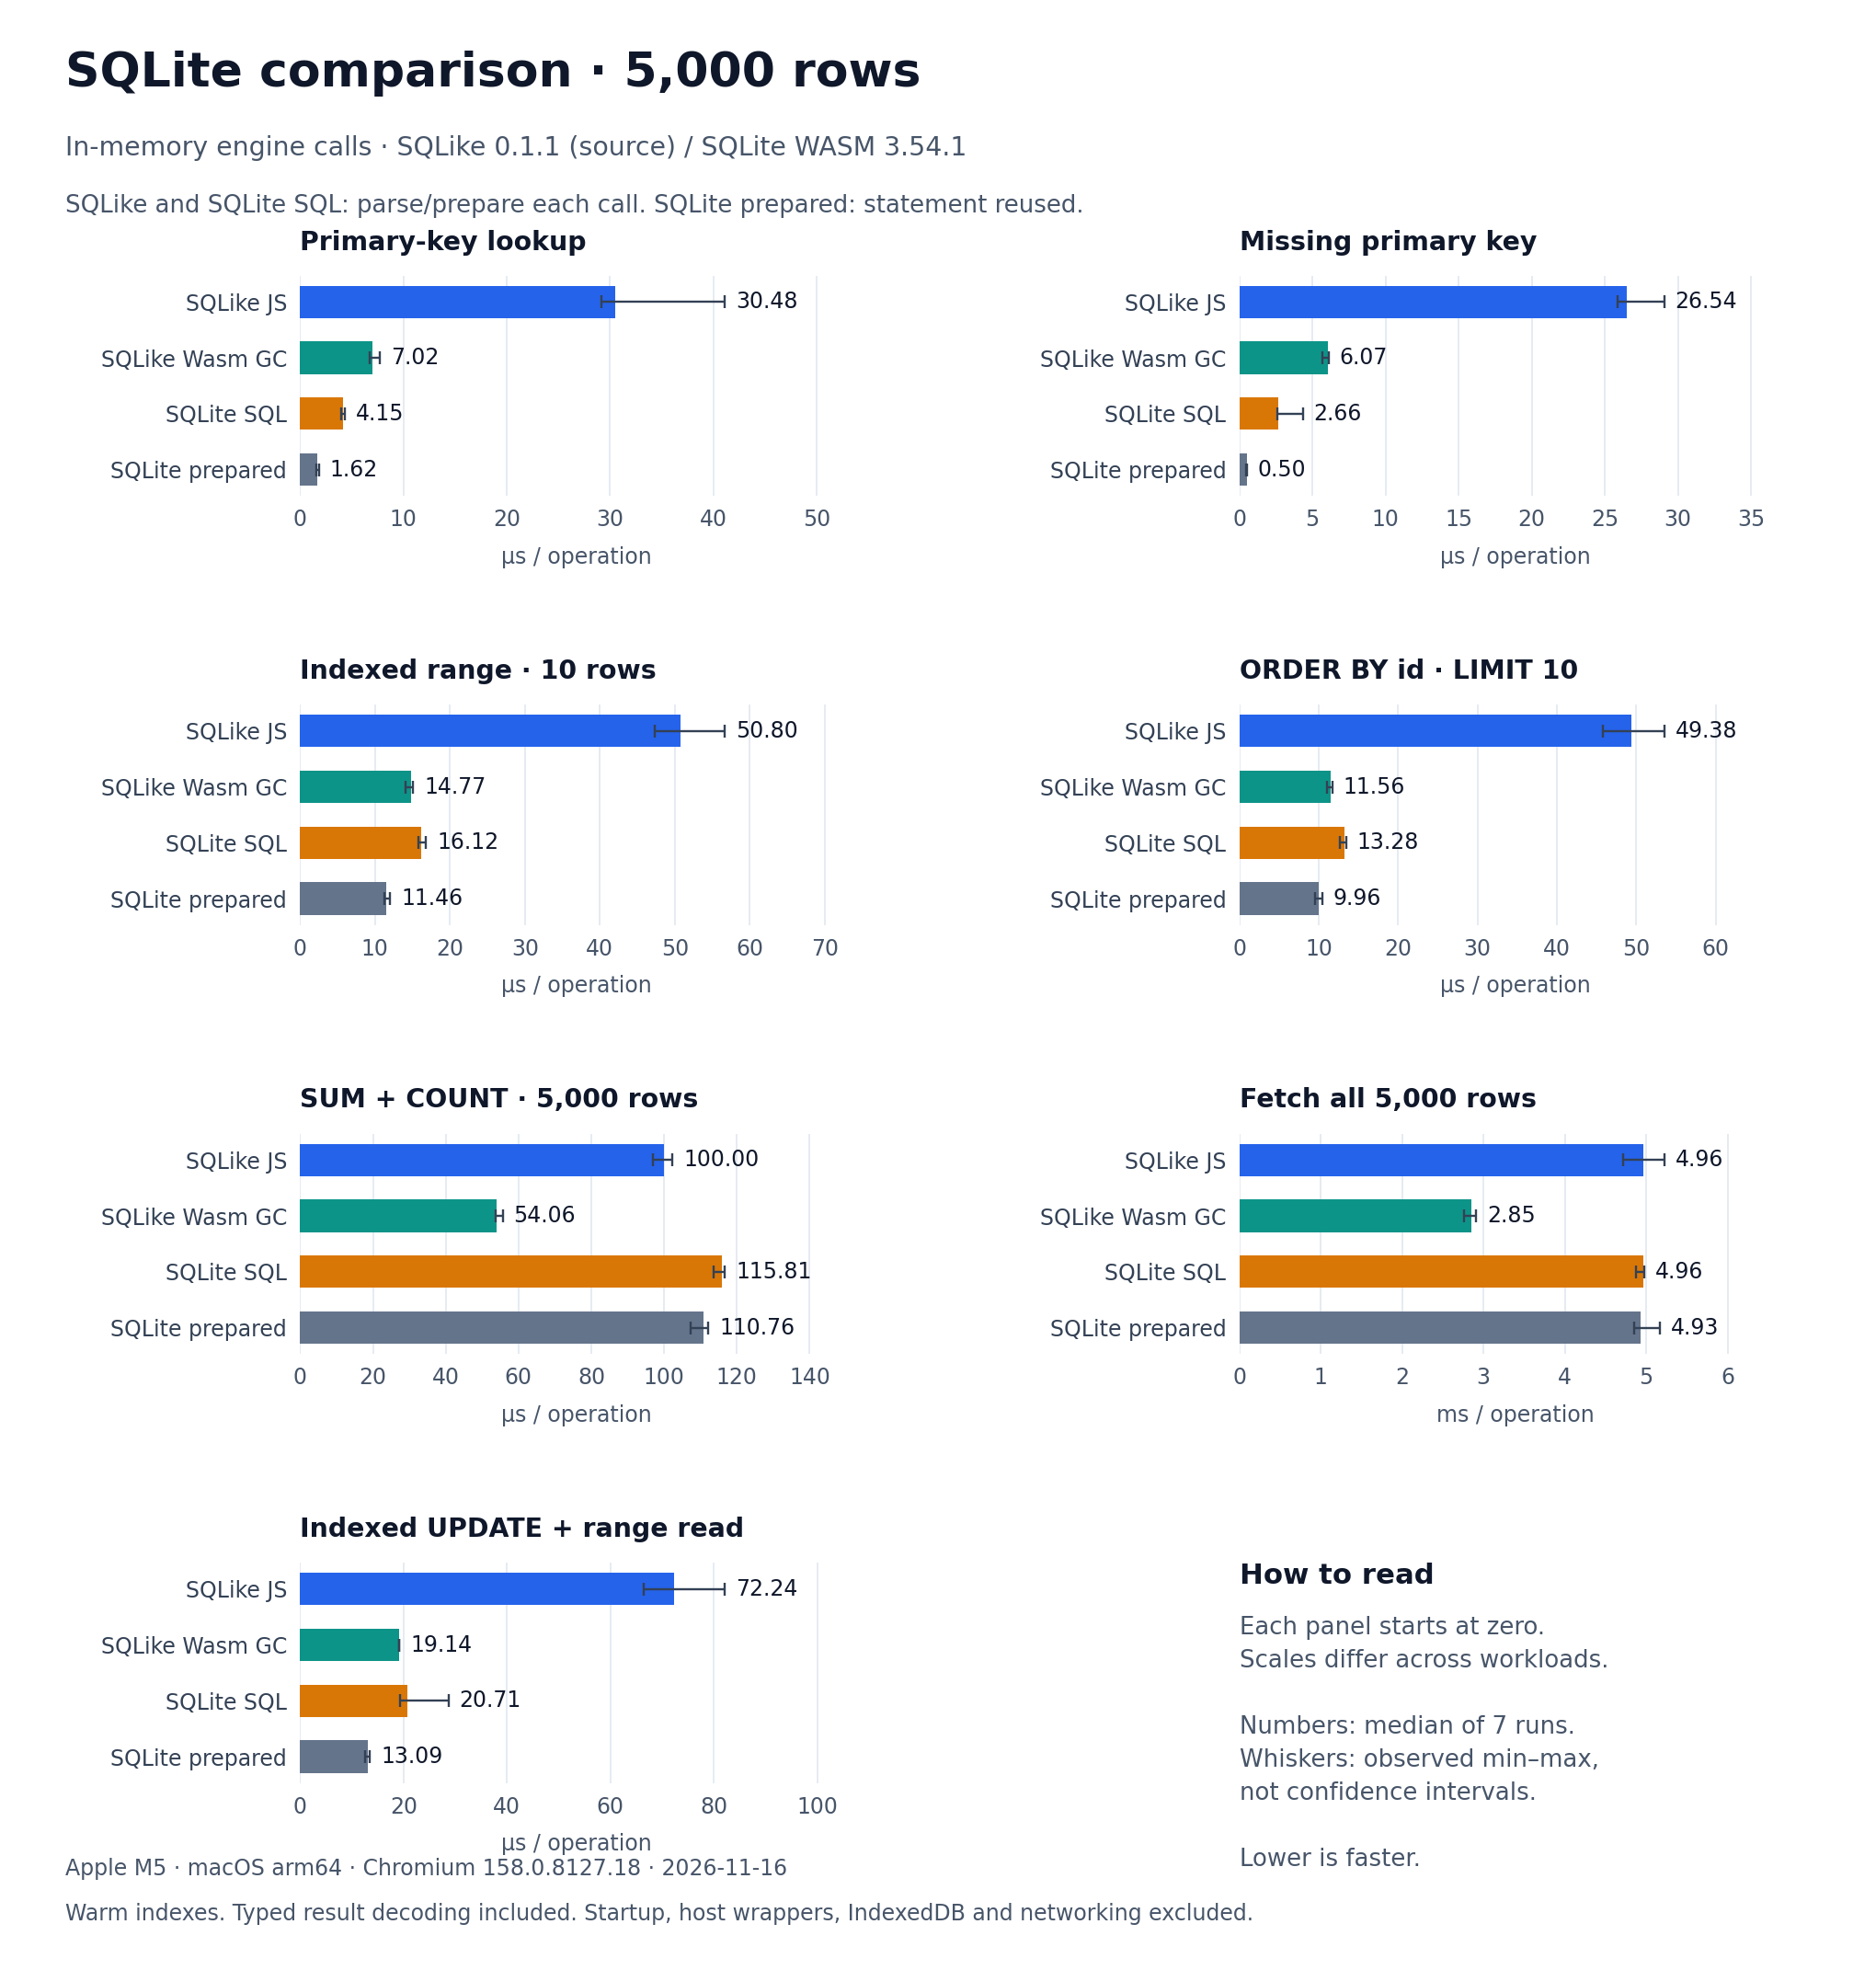 SQLite comparison · 5,000 rows
In-memory engine calls · SQLike 0.1.1 (source) / SQLite WASM 3.54.1
SQLike and SQLite SQL: parse/prepare each call. SQLite prepared: statement reused.
Primary-key lookup
SQLike JS
30.48
SQLike Wasm GC
7.02
SQLite SQL
4.15
SQLite prepared
1.62
0 10 20 30 40 50
µs / operation
Missing primary key
SQLike JS
26.54
SQLike Wasm GC
6.07
SQLite SQL
2.66
SQLite prepared
0.50
0 5 10 15 20 25 30 35
µs / operation
Indexed range · 10 rows
SQLike JS
50.80
SQLike Wasm GC
14.77
SQLite SQL
16.12
SQLite prepared
11.46
0 10 20 30 40 50 60 70
µs / operation
ORDER BY id · LIMIT 10
SQLike JS
49.38
SQLike Wasm GC
11.56
SQLite SQL
13.28
SQLite prepared
9.96
0 10 20 30 40 50 60
µs / operation
SUM + COUNT · 5,000 rows
SQLike JS
100.00
SQLike Wasm GC
54.06
SQLite SQL
115.81
SQLite prepared
110.76
0 20 40 60 80 100 120 140
µs / operation
Fetch all 5,000 rows
SQLike JS
4.96
SQLike Wasm GC
2.85
SQLite SQL
4.96
SQLite prepared
4.93
0 1 2 3 4 5 6
ms / operation
Indexed UPDATE + range read
SQLike JS
72.24
SQLike Wasm GC
19.14
SQLite SQL
20.71
SQLite prepared
13.09
0 20 40 60 80 100
µs / operation
How to read
Each panel starts at zero.
Scales differ across workloads.
Numbers: median of 7 runs.
Whiskers: observed min–max,
not confidence intervals.
Lower is faster.
Apple M5 · macOS arm64 · Chromium 158.0.8127.18 · 2026-11-16
Warm indexes. Typed result decoding included. Startup, host wrappers, IndexedDB and networking excluded.